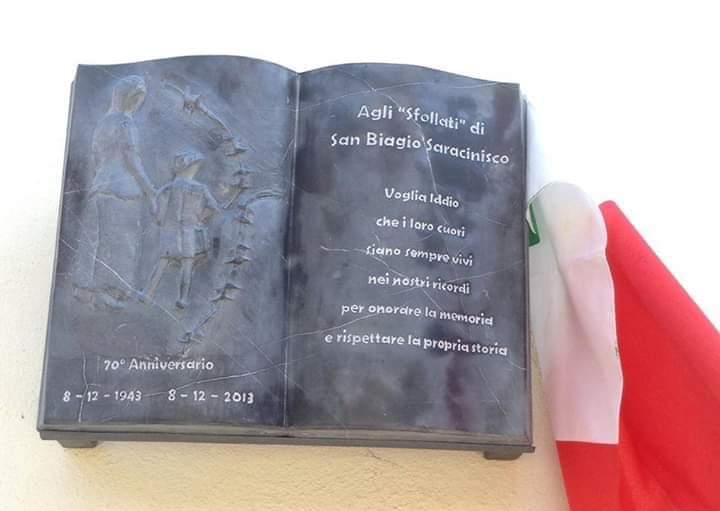 70° Anniversario
8 - 12 - 1943 8 - 12 - 2013
Agli "Sfollati" di
San Biagio Saracinisco
Voglia Iddio
che i loro cuori
siano sempre vivi
nei nostri ricordi
per onorare la memoria
e rispettare la propria storia